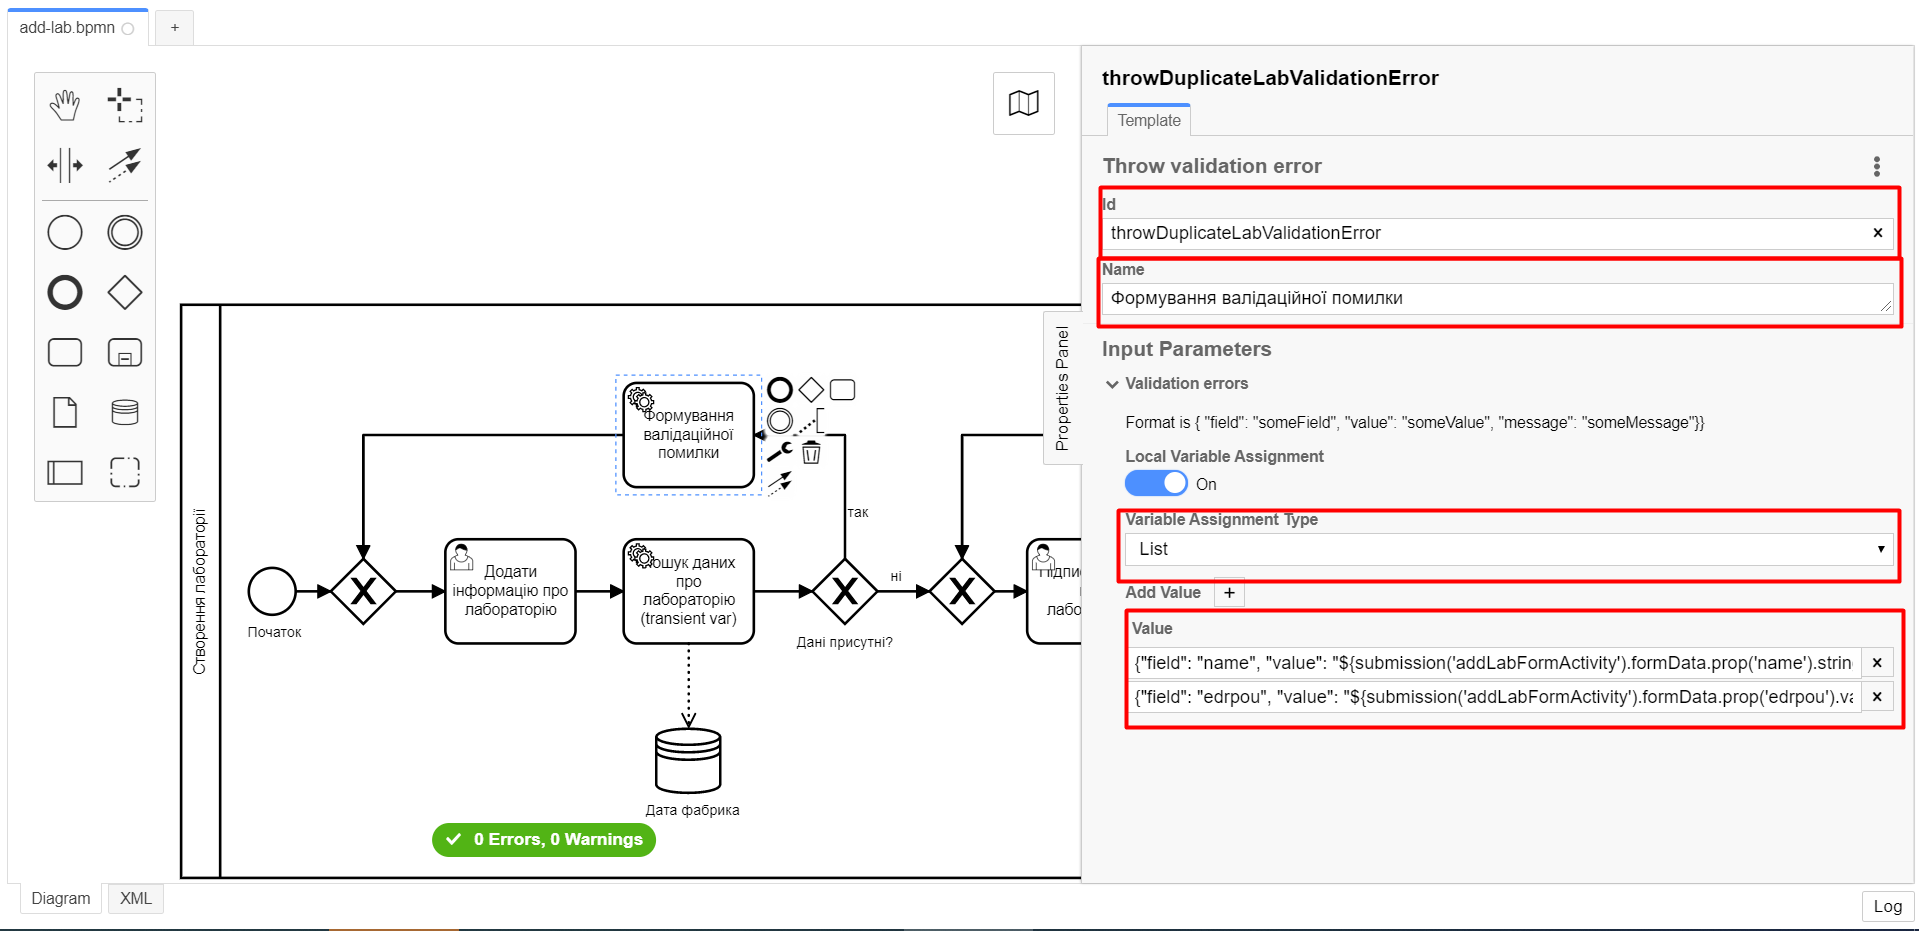 add-lab.bpmn
+
throwDuplicateLabValidationError
Template
Throw validation error
Id
throwDuplicateLabValidationError
×
Name
Формування валідаційної помилки
Input Parameters
Validation errors
Format is { "field": "someField", "value": "someValue", "message": "someMessage"}}
Local Variable Assignment
On
Variable Assignment Type
List
Add Value
+
Value
{"field": "name", "value": "${submission('addLabFormActivity').formData.prop('name').strin
×
{"field": "edrpou", "value": "${submission('addLabFormActivity').formData.prop('edrpou').va
×
Properties Panel
Створення лабораторії
Формування
валідаційної
помилки
так
Початок
Додати
інформацію про
лабораторію
ошук даних
про
лабораторію
(transient var)
Дані присутні?
ні
Дата фабрика
0 Errors, 0 Warnings
Diagram
XML
Log